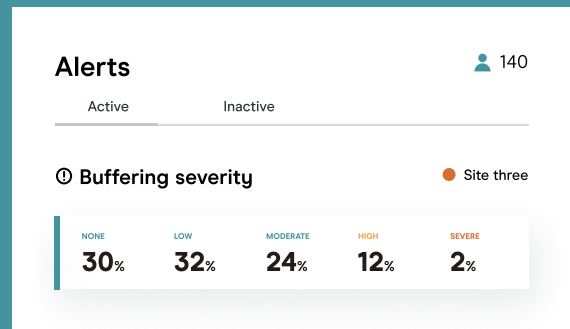 Alerts
140
Active Inactive
Buffering severity
Site three
NONE LOW MODERATE HIGH SEVERE
30% 32% 24% 12% 2%